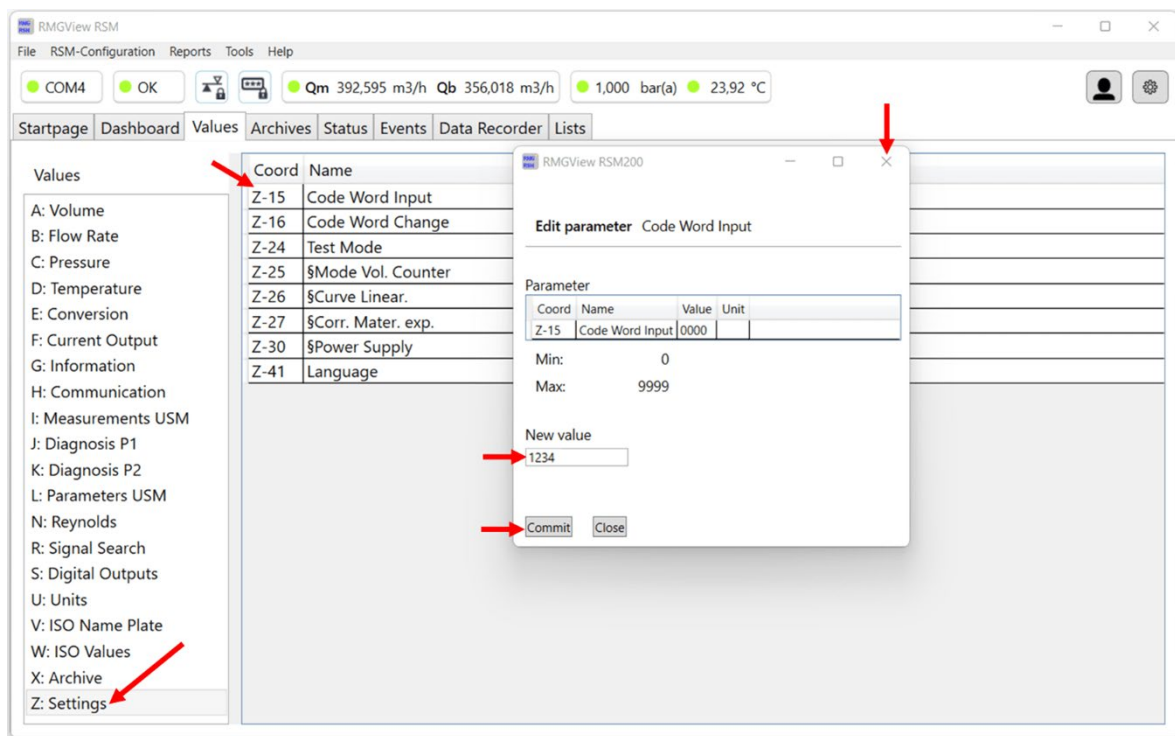 RMGView RSM
File RSM-Configuration Reports Tools Help
COM4 OK Qm 392,595 m3/h Qb 356,018 m3/h 1,000 bar(a) 23,92 °C
Startpage Dashboard Values Archives Status Events Data Recorder Lists
Values
A: Volume
B: Flow Rate
C: Pressure
D: Temperature
E: Conversion
F: Current Output
G: Information
H: Communication
I: Measurements USM
J: Diagnosis P1
K: Diagnosis P2
L: Parameters USM
N: Reynolds
R: Signal Search
S: Digital Outputs
U: Units
V: ISO Name Plate
W: ISO Values
X: Archive
Z: Settings
Coord Name
Z-15 Code Word Input
Z-16 Code Word Change
Z-24 Test Mode
Z-25 §Mode Vol. Counter
Z-26 §Curve Linear.
Z-27 §Corr. Mater. exp.
Z-30 §Power Supply
Z-41 Language
RMGView RSM200
Edit parameter Code Word Input
Parameter
Coord Name Value Unit
Z-15 Code Word Input 0000
Min: 0
Max: 9999
New value
1234
Commit Close